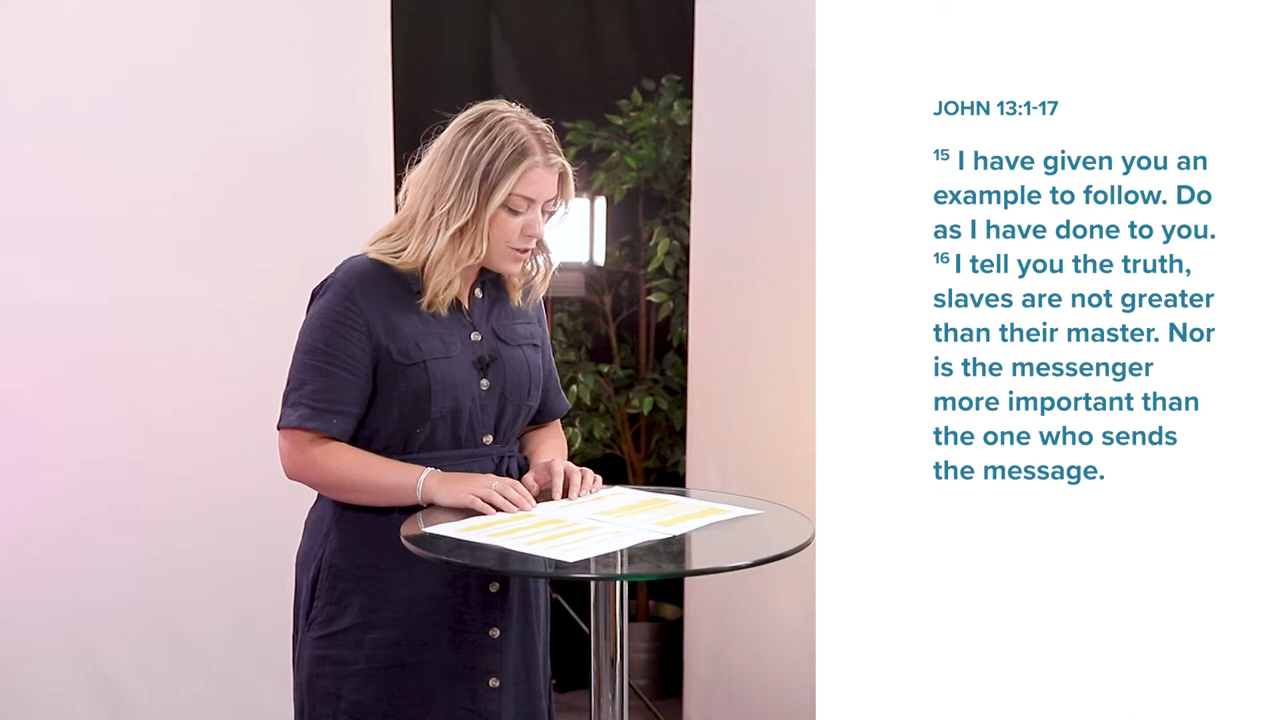 JOHN 13:1-17
15 I have given you an
example to follow. Do
as I have done to you.
16 I tell you the truth,
slaves are not greater
than their master. Nor
is the messenger
more important than
the one who sends
the message.